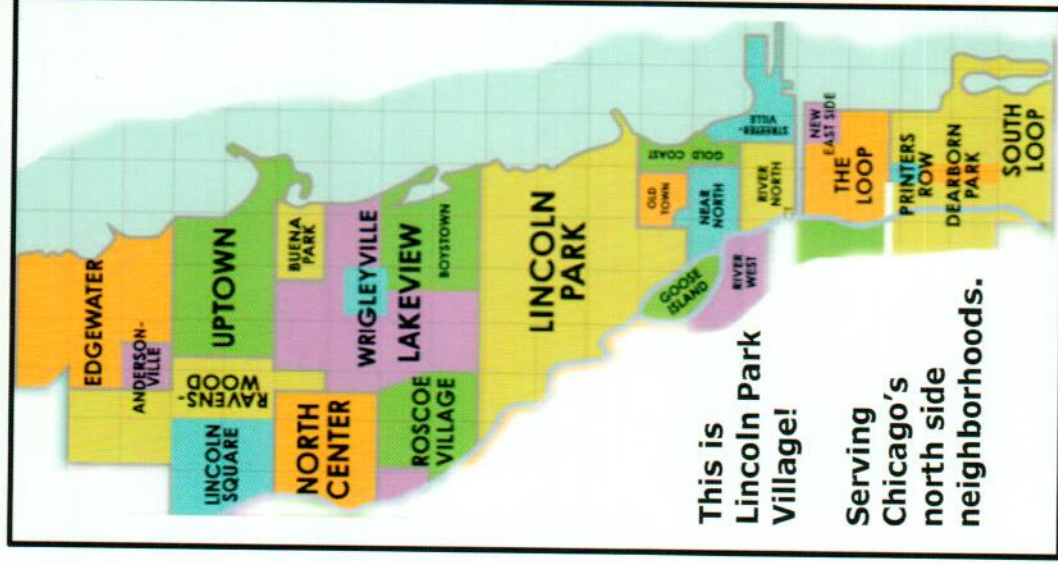 EDGEWATER
ANDERSON-
VILLE
UPTOWN
RAVENS-
WOOD
LINCOLN
SQUARE
BUENA
PARK
NORTH
CENTER
WRIGLEYVILLE
LAKEVIEW
BOYSTOWN
ROSCOE
VILLAGE
LINCOLN
PARK
OLD
TOWN
GOLD COAST
NEAR
NORTH
GOOSE
ISLAND
RIVER
WEST
RIVER
NORTH
STREETER-
VILLE
NEW
EAST SIDE
THE
LOOP
PRINTERS
ROW
DEARBORN
PARK
SOUTH
LOOP
This is
Lincoln Park
Village!
Serving
Chicago's
north side
neighborhoods.